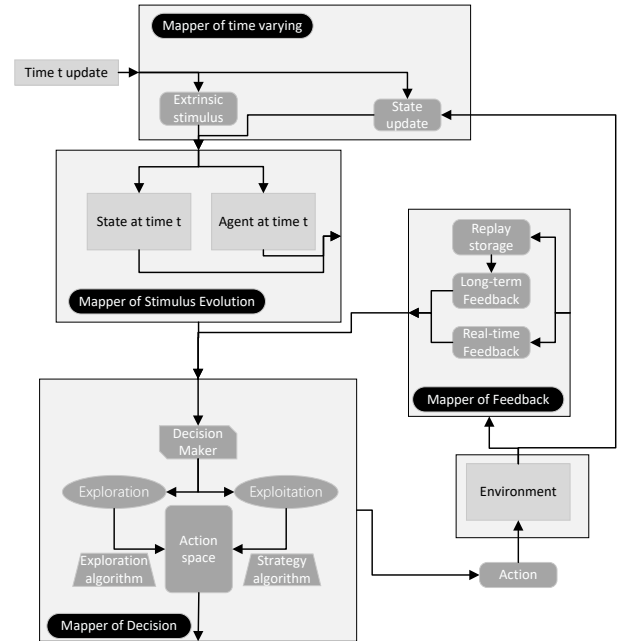 Mapper of time varying
Time t update
Extrinsic
stimulus
State
update
State at time t
Agent at time t
Mapper of Stimulus Evolution
Replay
storage
Long-term
Feedback
Real-time
Feedback
Mapper of Feedback
Decision
Maker
Exploration
Exploitation
Action
space
Exploration
algorithm
Strategy
algorithm
Mapper of Decision
Environment
Action